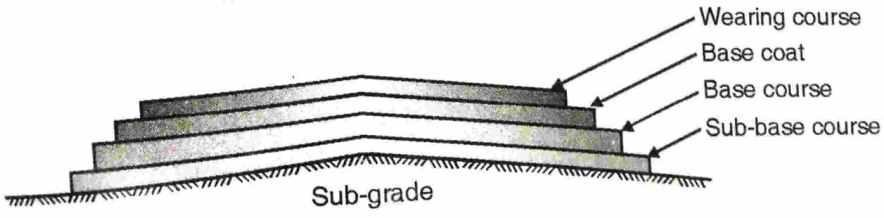 Wearing course
Base coat
Base course
Sub-base course
Sub-grade